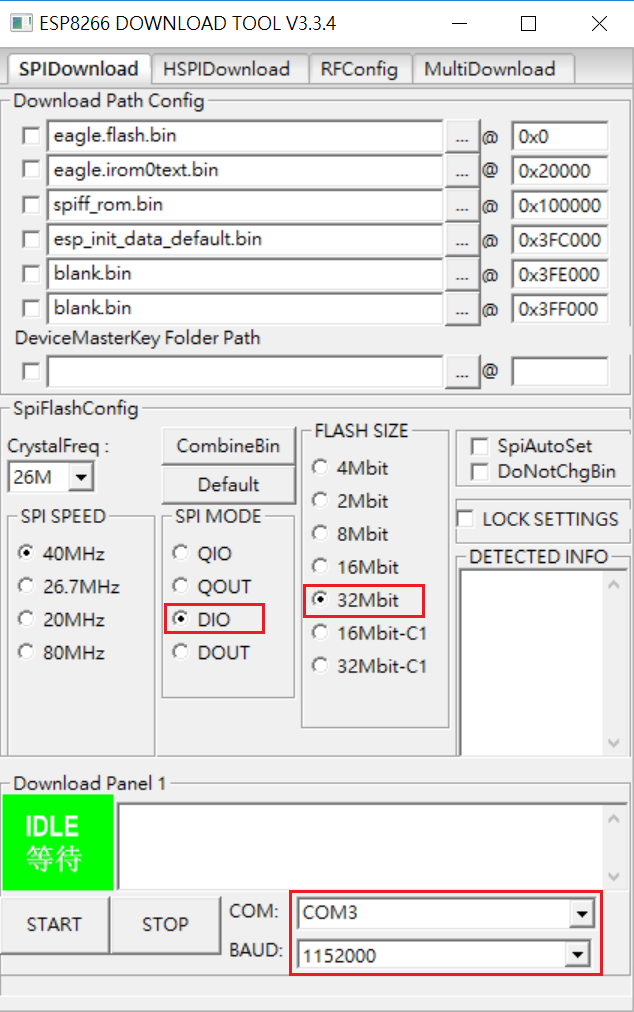 ESP8266 DOWNLOAD TOOL V3.3.4
SPIDownload HSPIDownload RFConfig MultiDownload
Download Path Config
eagle.flash.bin ... @ 0x0
eagle.irom0text.bin ... @ 0x20000
spiff_rom.bin ... @ 0x100000
esp_init_data_default.bin ... @ 0x3FC000
blank.bin ... @ 0x3FE000
blank.bin ... @ 0x3FF000
DeviceMasterKey Folder Path
... @
SpiFlashConfig
CrystalFreq :
26M
CombineBin
Default
SPI SPEED
40MHz
26.7MHz
20MHz
80MHz
SPI MODE
QIO
QOUT
DIO
DOUT
FLASH SIZE
4Mbit
2Mbit
8Mbit
16Mbit
32Mbit
16Mbit-C1
32Mbit-C1
SpiAutoSet
DoNotChgBin
LOCK SETTINGS
DETECTED INFO
Download Panel 1
IDLE
等待
START STOP
COM: COM3
BAUD: 1152000